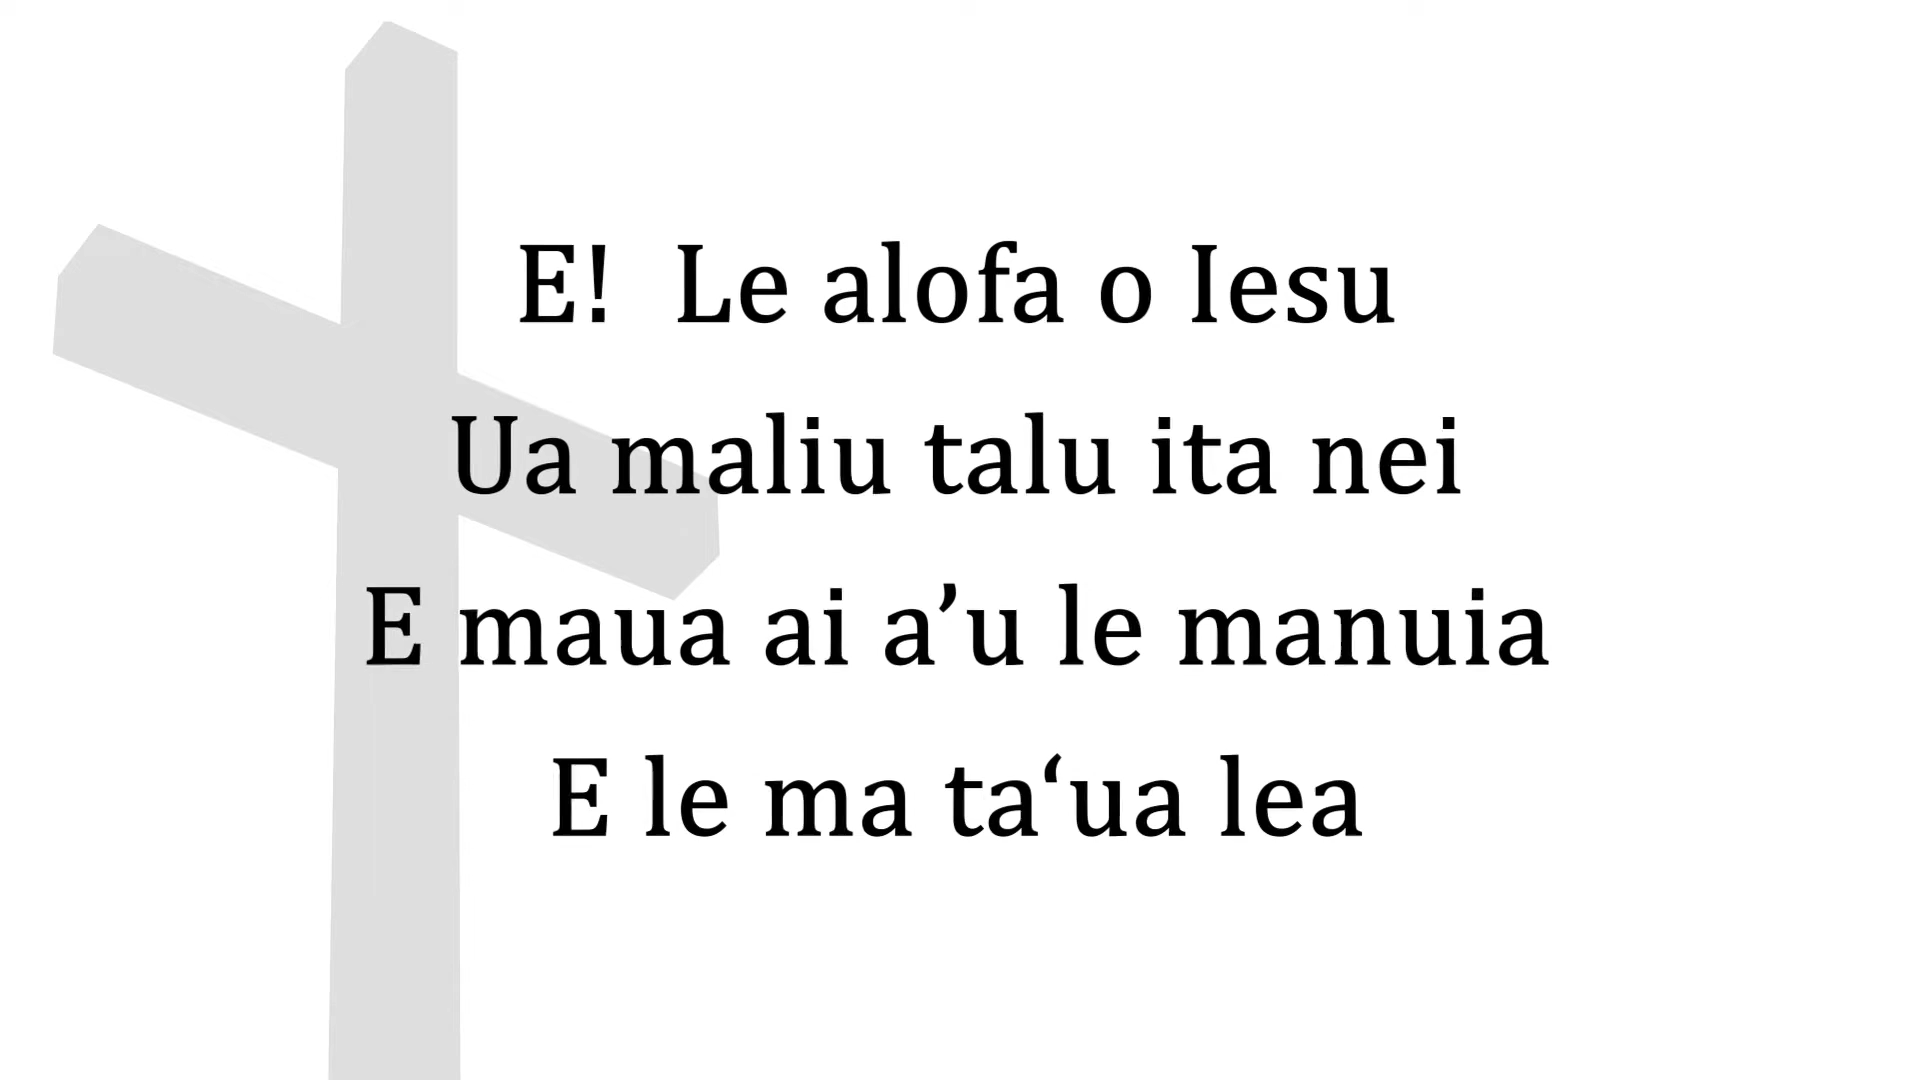 E!  Le alofa o Iesu
Ua maliu talu ita nei
E maua ai a’u le manuia
E le ma ta‘ua lea